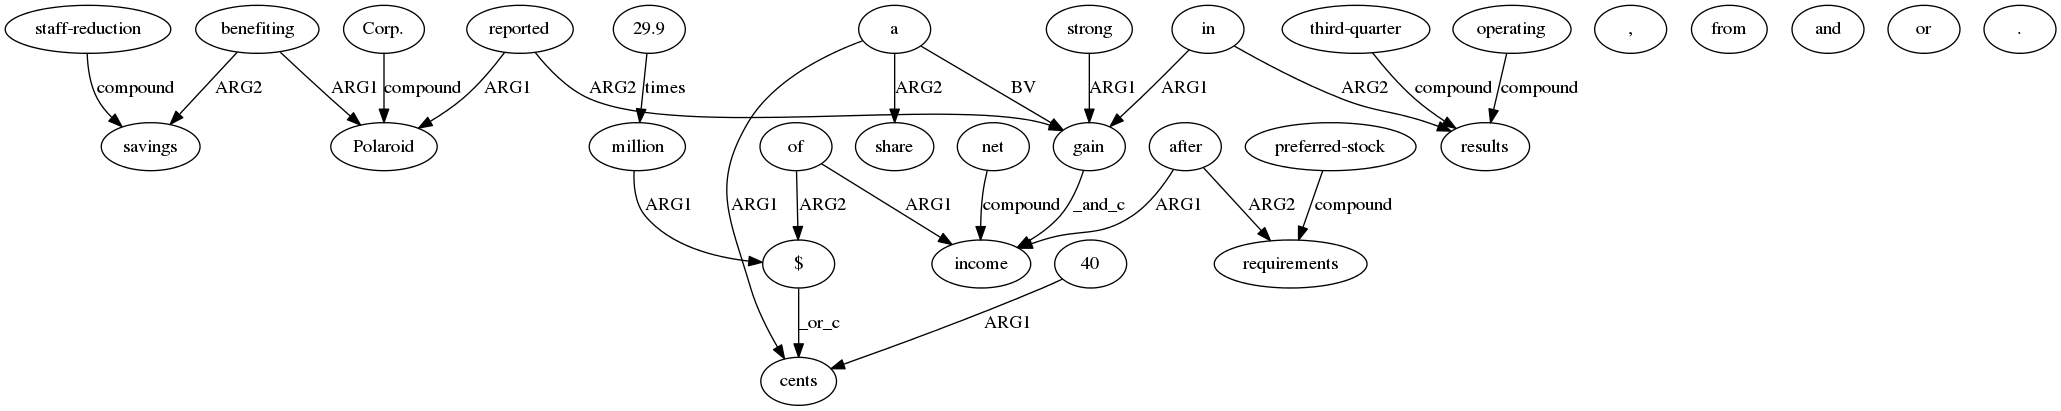 staff-reduction benefiting Corp. reported 29.9 a strong in third-quarter operating , from and or .
compound ARG2 ARG1 compound ARG1 ARG2 times ARG2 BV ARG1 ARG1 ARG2 compound compound
savings Polaroid million of share net gain after preferred-stock results
ARG1 ARG1 ARG2 ARG1 compound _and_c ARG1 ARG2 compound
$ income 40 requirements
_or_c ARG1
cents